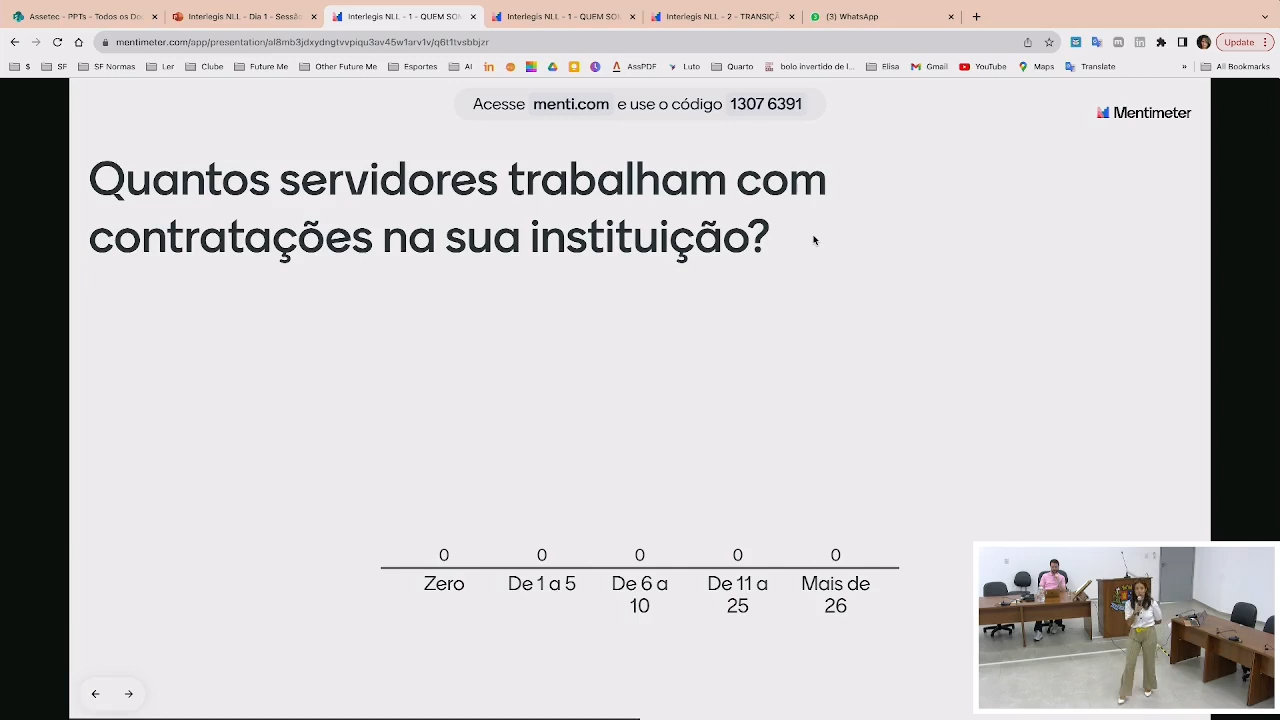 Assetec - PPTs - Todos os Do
Interlegis NLL - Dia 1 - Sessão
Interlegis NLL - 1 - QUEM SOM
Interlegis NLL - 1 - QUEM SOM
Interlegis NLL - 2 - TRANSIÇÃ
(3) WhatsApp
mentimeter.com/app/presentation/al8mb3jdxydngtvvpiqu3av45w1arv1v/q6t1tvsbbjzr
Update
$
SF
SF Normas
Ler
Clube
Future Me
Other Future Me
Esportes
AI
AssPDF
Luto
Quarto
bolo invertido de l...
Elisa
Gmail
YouTube
Maps
Translate
»
All Bookmarks
Acesse menti.com e use o código 1307 6391
Mentimeter
Quantos servidores trabalham com
contratações na sua instituição?
0 0 0 0 0
Zero De 1 a 5 De 6 a De 11 a Mais de
10 25 26